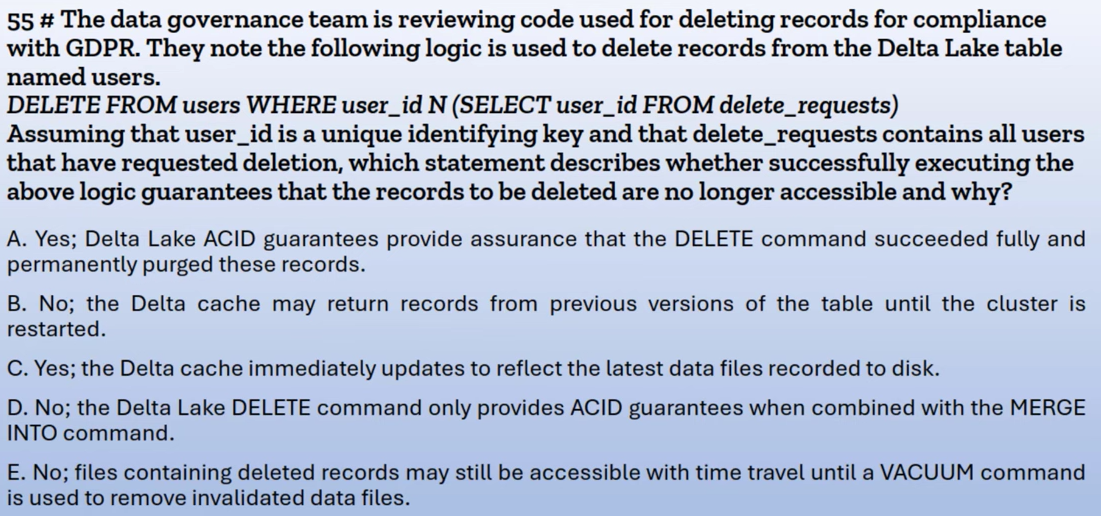 55 # The data governance team is reviewing code used for deleting records for compliance
with GDPR. They note the following logic is used to delete records from the Delta Lake table
named users.
DELETE FROM users WHERE user_id N (SELECT user_id FROM delete_requests)
Assuming that user_id is a unique identifying key and that delete_requests contains all users
that have requested deletion, which statement describes whether successfully executing the
above logic guarantees that the records to be deleted are no longer accessible and why?
A. Yes; Delta Lake ACID guarantees provide assurance that the DELETE command succeeded fully and
permanently purged these records.
B. No; the Delta cache may return records from previous versions of the table until the cluster is
restarted.
C. Yes; the Delta cache immediately updates to reflect the latest data files recorded to disk.
D. No; the Delta Lake DELETE command only provides ACID guarantees when combined with the MERGE
INTO command.
E. No; files containing deleted records may still be accessible with time travel until a VACUUM command
is used to remove invalidated data files.